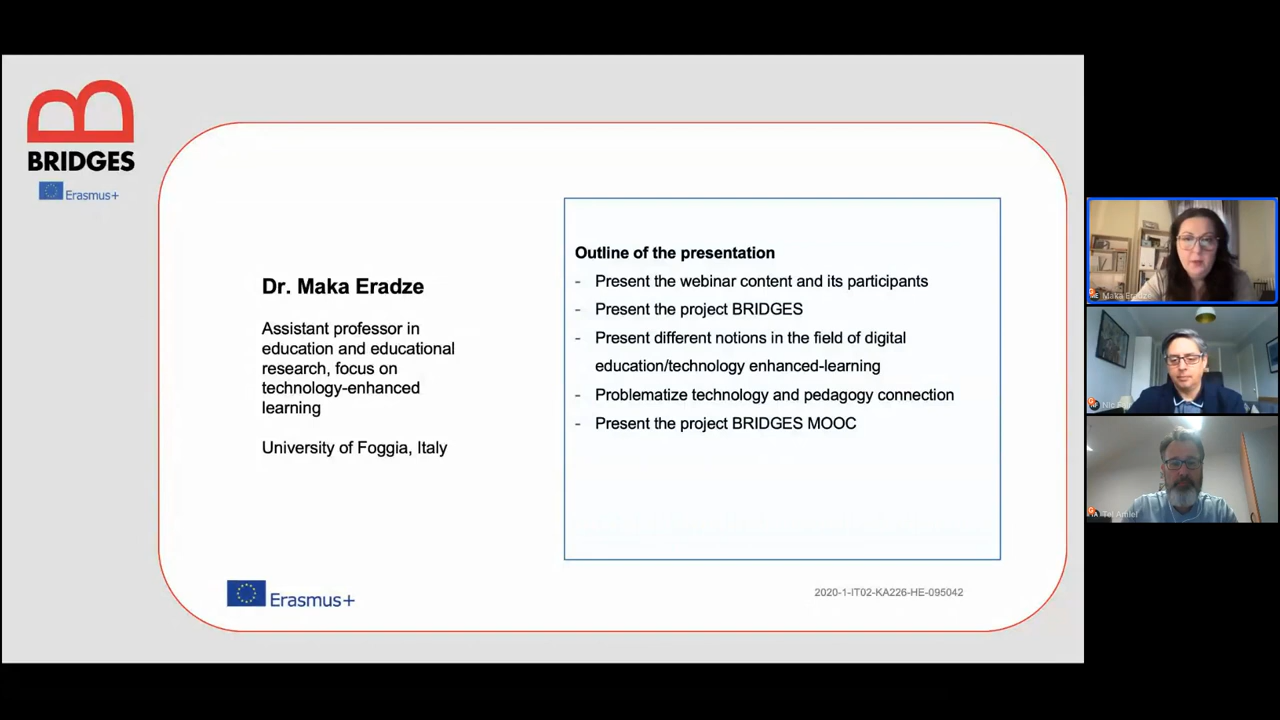 BRIDGES
Erasmus+
Dr. Maka Eradze
Assistant professor in
education and educational
research, focus on
technology-enhanced
learning
University of Foggia, Italy
Outline of the presentation
- Present the webinar content and its participants
- Present the project BRIDGES
- Present different notions in the field of digital
education/technology enhanced-learning
- Problematize technology and pedagogy connection
- Present the project BRIDGES MOOC
Erasmus+
2020-1-IT02-KA226-HE-095042
Maka Eradze